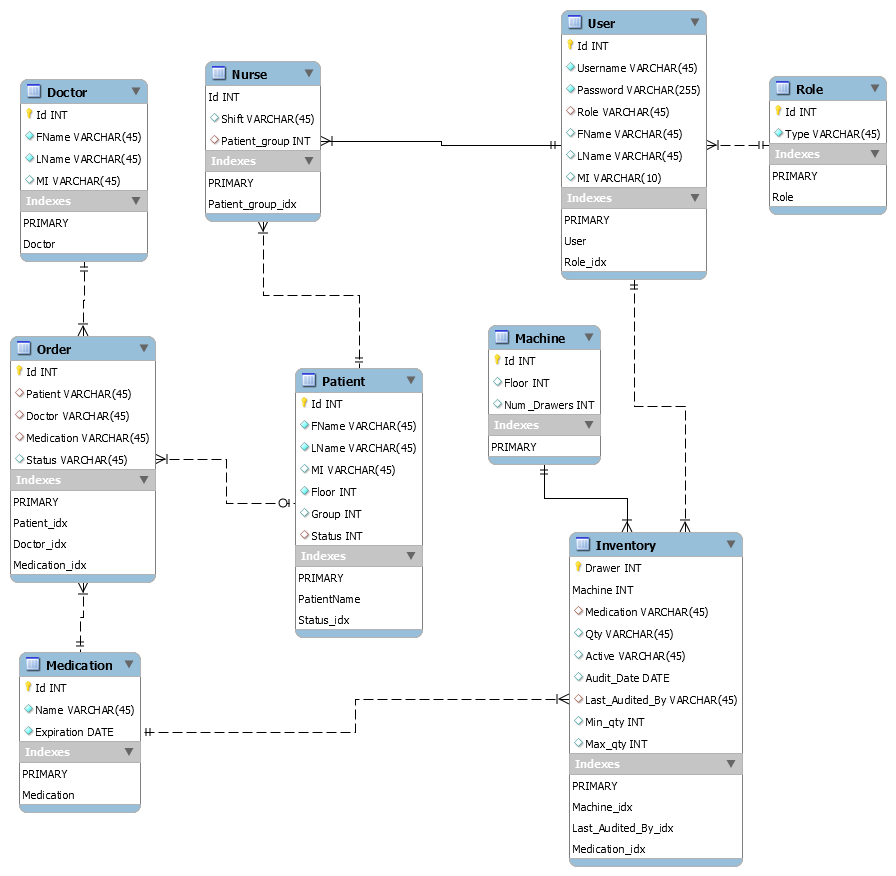 User
Id INT
Username VARCHAR(45)
Password VARCHAR(255)
Role VARCHAR(45)
FName VARCHAR(45)
LName VARCHAR(45)
MI VARCHAR(10)
Indexes
PRIMARY
User
Role_idx
Nurse
Id INT
Shift VARCHAR(45)
Patient_group INT
Indexes
PRIMARY
Patient_group_idx
Doctor
Id INT
FName VARCHAR(45)
LName VARCHAR(45)
MI VARCHAR(45)
Indexes
PRIMARY
Doctor
Role
Id INT
Type VARCHAR(45)
Indexes
PRIMARY
Role
Order
Id INT
Patient VARCHAR(45)
Doctor VARCHAR(45)
Medication VARCHAR(45)
Status VARCHAR(45)
Indexes
PRIMARY
Patient_idx
Doctor_idx
Medication_idx
Patient
Id INT
FName VARCHAR(45)
LName VARCHAR(45)
MI VARCHAR(45)
Floor INT
Group INT
Status INT
Indexes
PRIMARY
PatientName
Status_idx
Machine
Id INT
Floor INT
Num_Drawers INT
Indexes
PRIMARY
Inventory
Drawer INT
Machine INT
Medication VARCHAR(45)
Qty VARCHAR(45)
Active VARCHAR(45)
Audit_Date DATE
Last_Audited_By VARCHAR(45)
Min_qty INT
Max_qty INT
Indexes
PRIMARY
Machine_idx
Last_Audited_By_idx
Medication_idx
Medication
Id INT
Name VARCHAR(45)
Expiration DATE
Indexes
PRIMARY
Medication